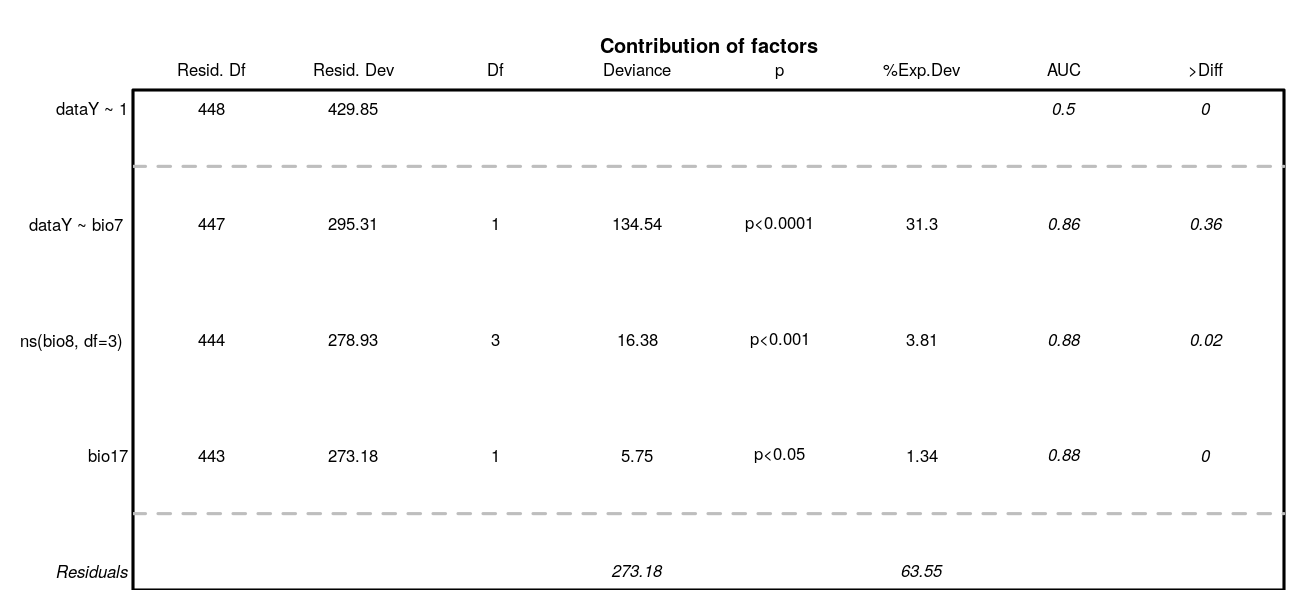 Contribution of factors
Resid. Df Resid. Dev Df Deviance p %Exp.Dev AUC >Diff
dataY ~ 1 448 429.85 0.5 0
dataY ~ bio7 447 295.31 1 134.54 p<0.0001 31.3 0.86 0.36
ns(bio8, df=3) 444 278.93 3 16.38 p<0.001 3.81 0.88 0.02
bio17 443 273.18 1 5.75 p<0.05 1.34 0.88 0
Residuals 273.18 63.55